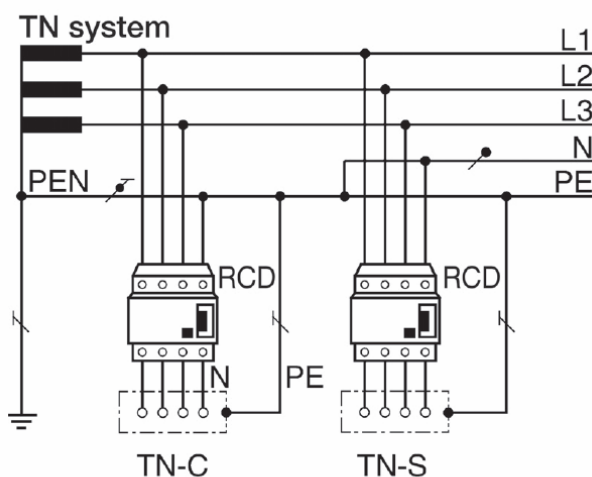 TN system
L1
L2
L3
N
PEN
PE
RCD
RCD
N
PE
TN-C
TN-S